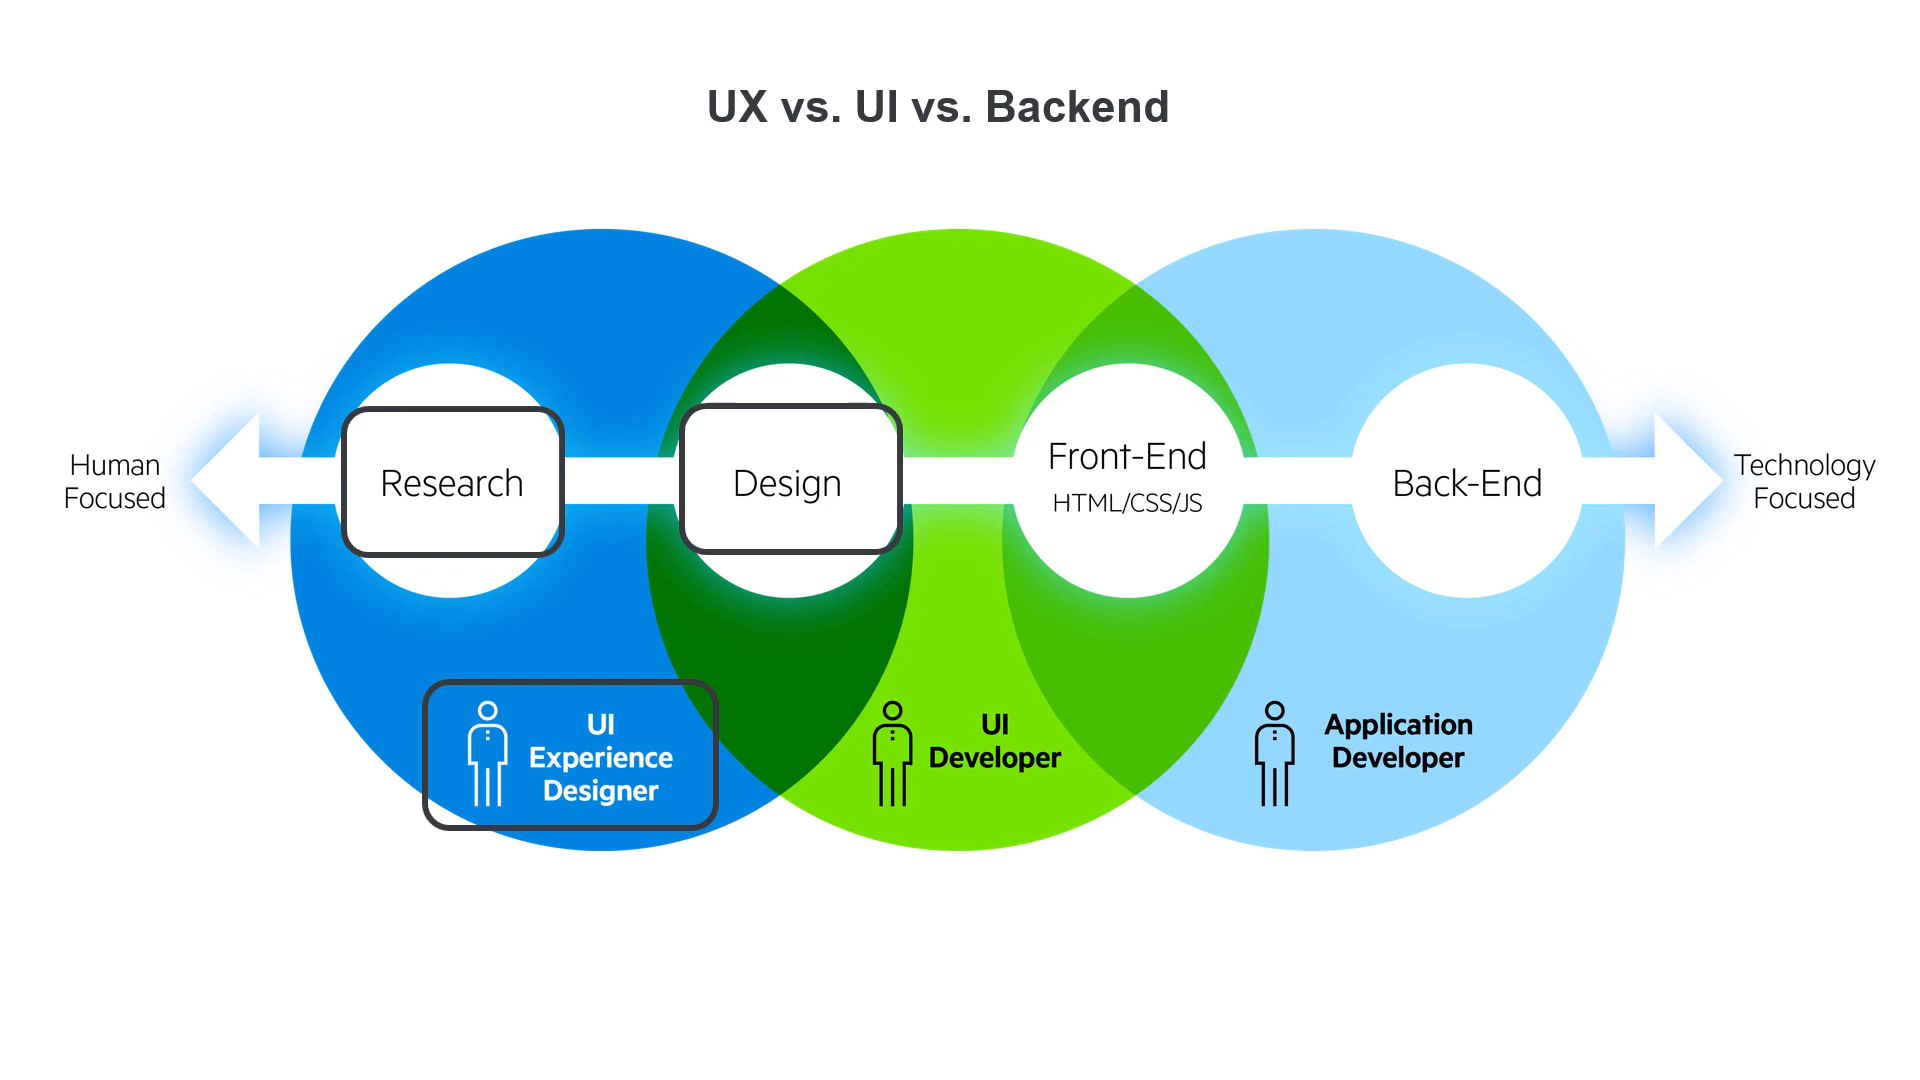 UX vs. UI vs. Backend
Human
Focused
Research
Design
Front-End
HTML/CSS/JS
Back-End
Technology
Focused
UI
Experience
Designer
UI
Developer
Application
Developer